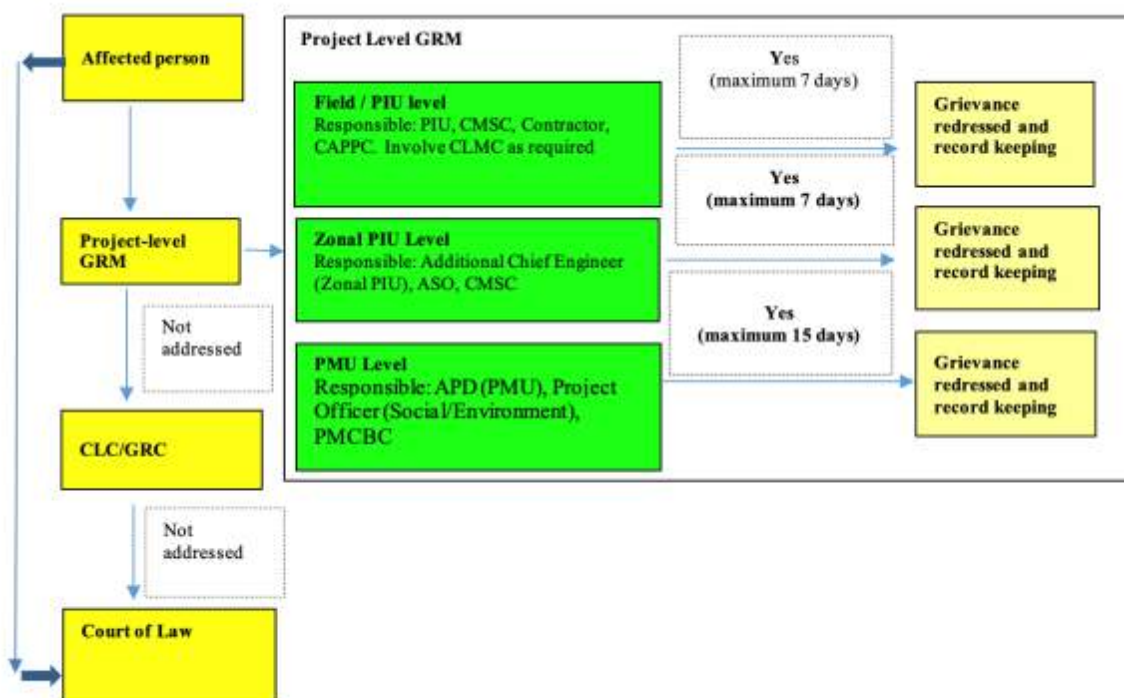 Affected person
Project-level
GRM
Not
addressed
CLC/GRC
Not
addressed
Court of Law
Project Level GRM
Field / PIU level
Responsible: PIU, CMSC, Contractor,
CAPPC. Involve CLMC as required
Yes
(maximum 7 days)
Grievance
redressed and
record keeping
Zonal PIU Level
Responsible: Additional Chief Engineer
(Zonal PIU), ASO, CMSC
Yes
(maximum 7 days)
Grievance
redressed and
record keeping
PMU Level
Responsible: APD (PMU), Project
Officer (Social/Environment),
PMCBC
Yes
(maximum 15 days)
Grievance
redressed and
record keeping